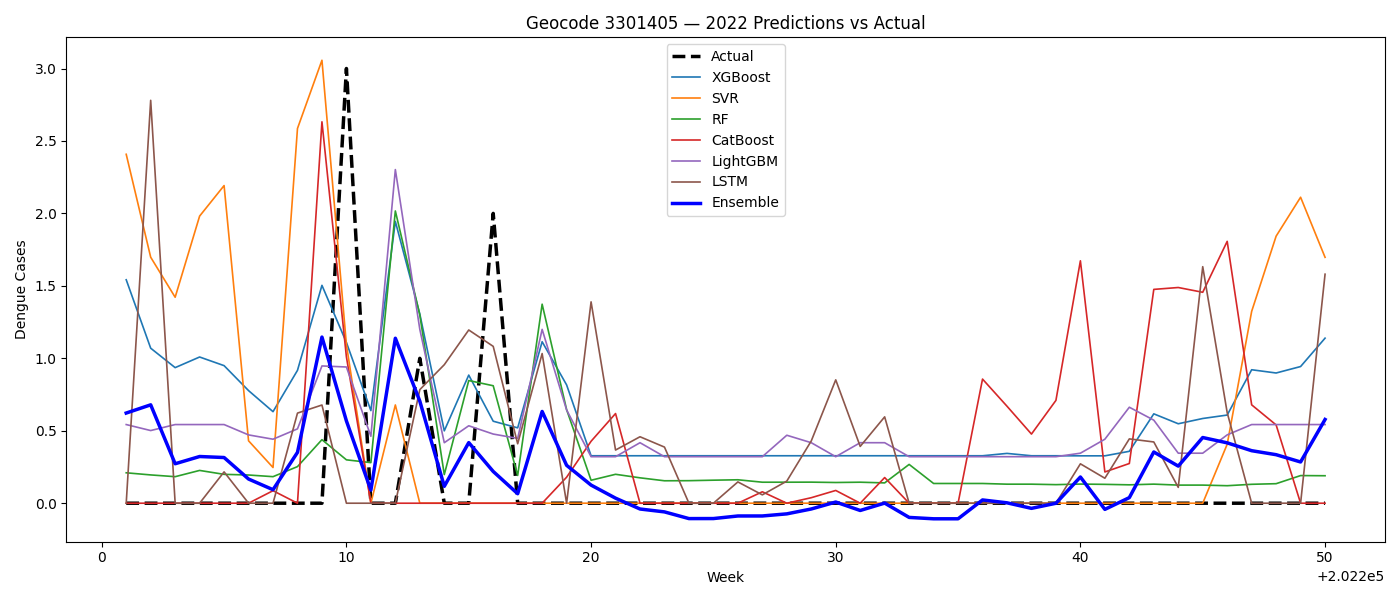 Geocode 3301405 — 2022 Predictions vs Actual
Dengue Cases
3.0
2.5
2.0
1.5
1.0
0.5
0.0
Actual
XGBoost
SVR
RF
CatBoost
LightGBM
LSTM
Ensemble
0 10 20 30 40 50
Week
+2.022e5